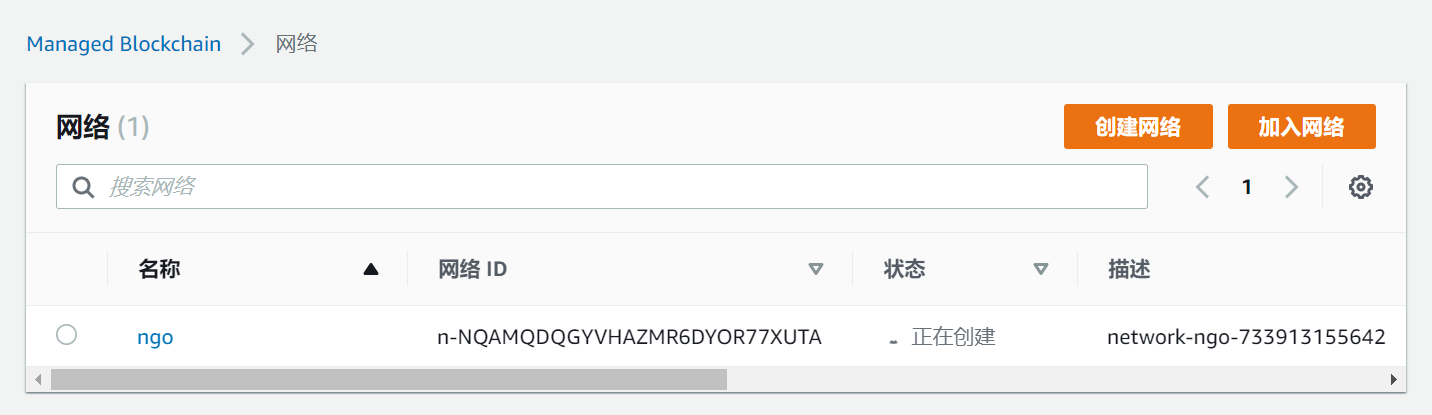 Managed Blockchain 网络
网络 (1) 创建网络 加入网络
搜索网络 1
名称 网络 ID 状态 描述
ngo n-NQAMQDQGYVHAZMR6DYOR77XUTA 正在创建 network-ngo-733913155642